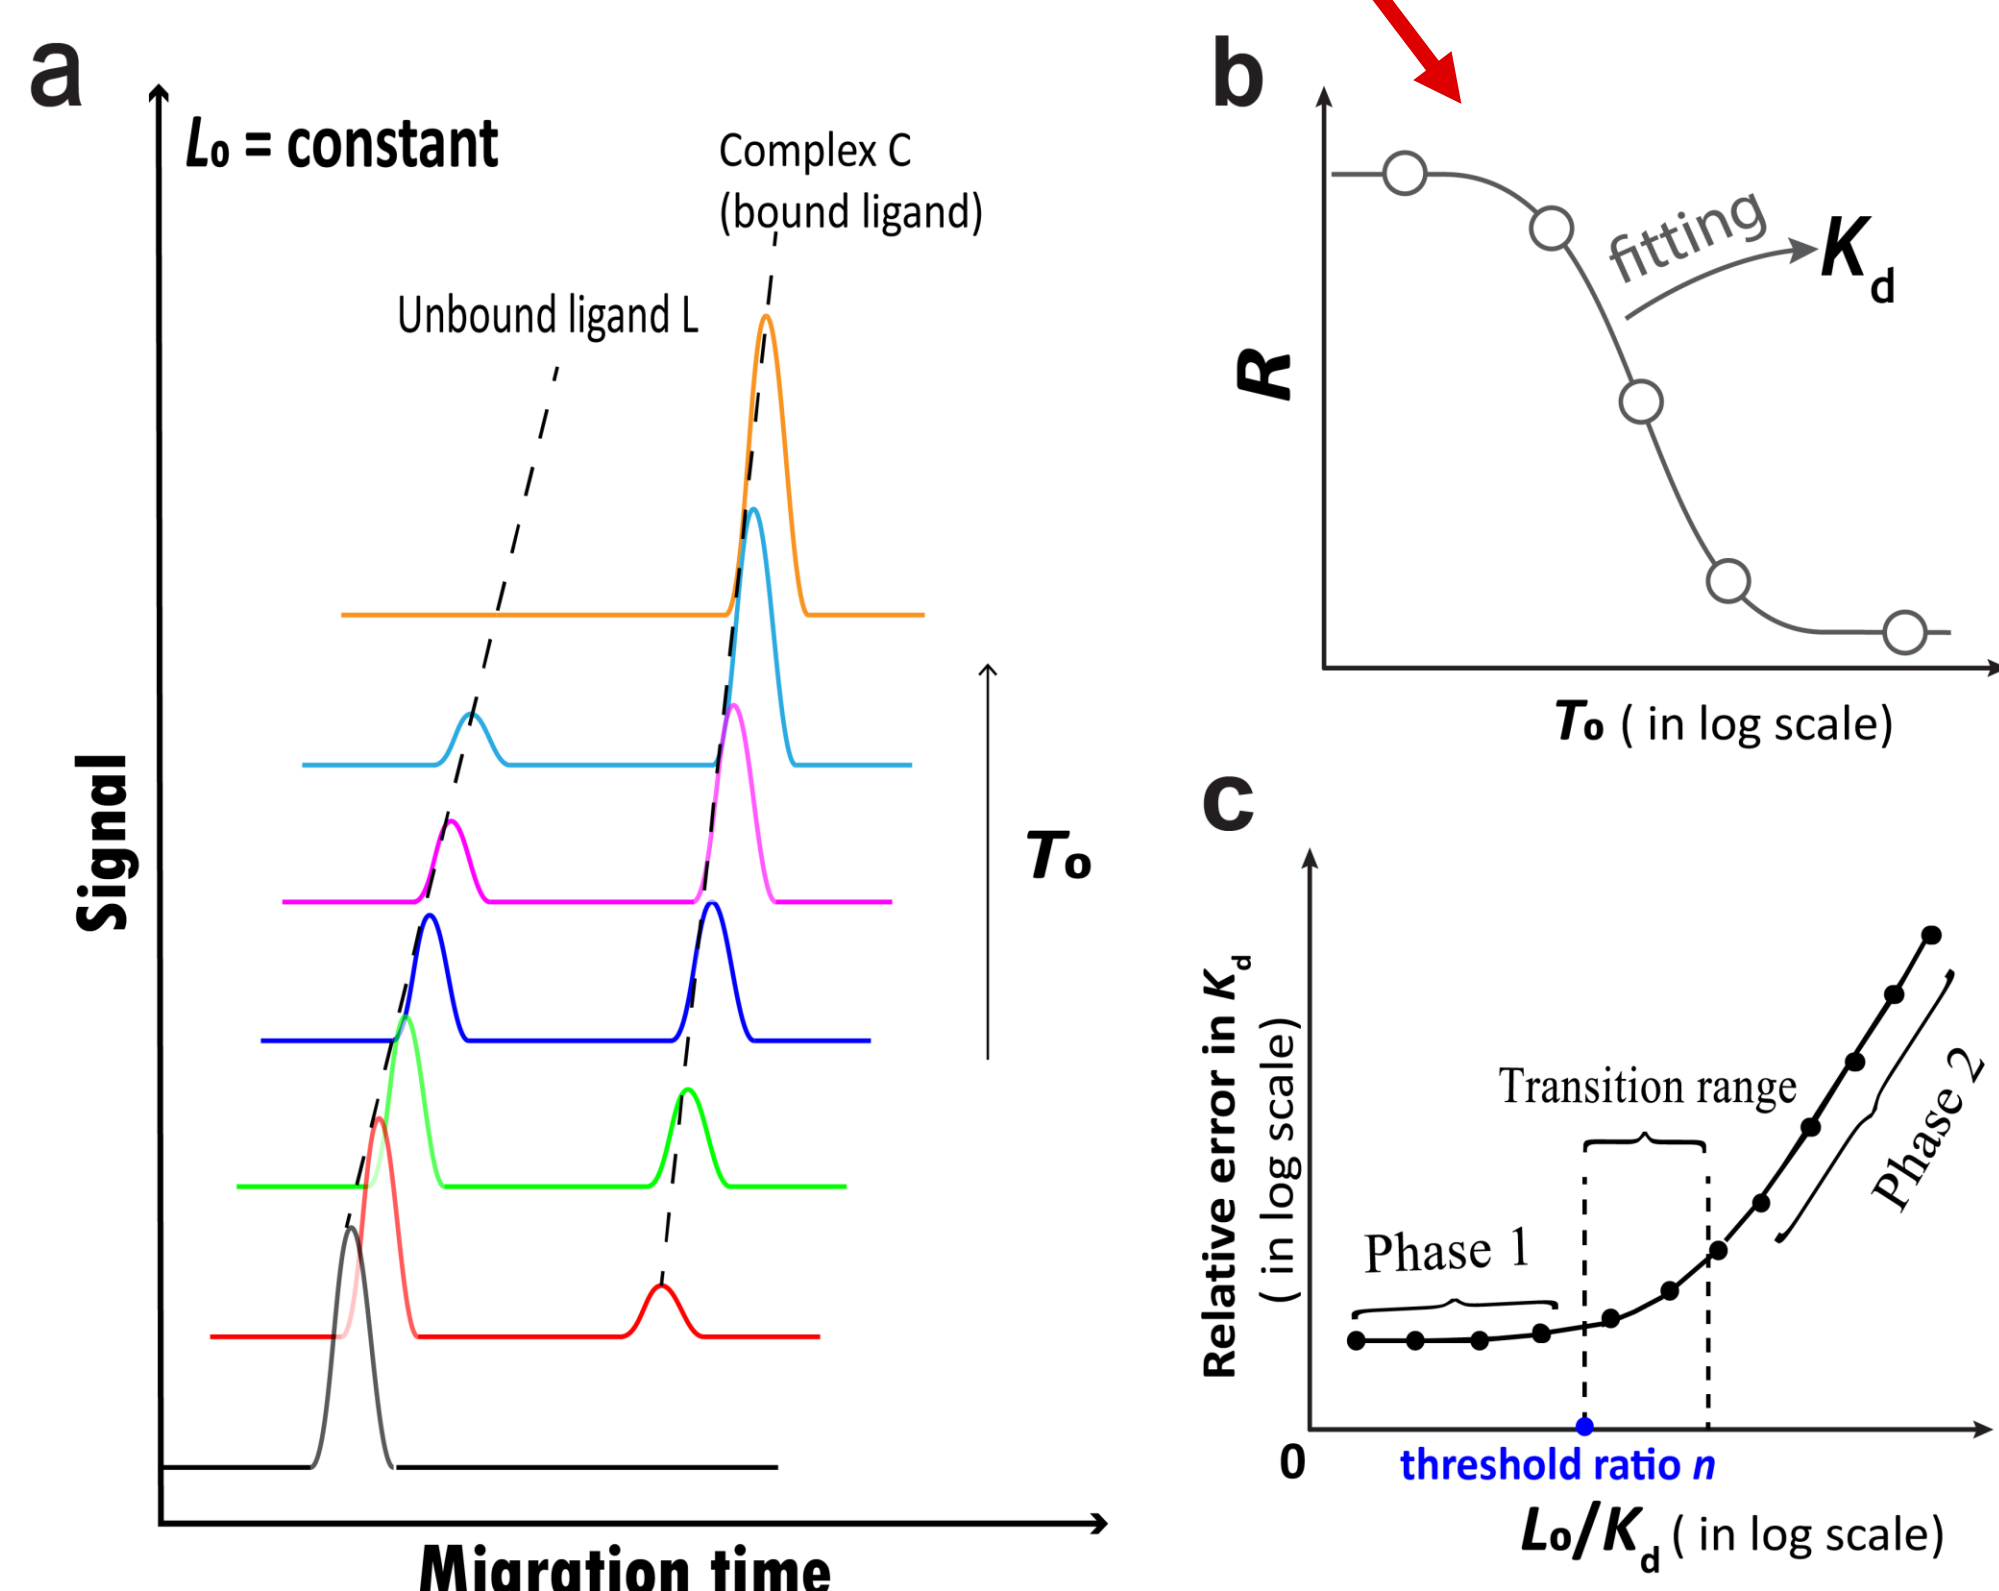 a
L₀ = constant
Complex C
(bound ligand)
Unbound ligand L
T₀
Signal
Migration time
b
R
fitting
K_d
T₀ ( in log scale)
c
Relative error in K_d
( in log scale)
Phase 1
Transition range
Phase 2
0
threshold ratio n
L₀/K_d ( in log scale)